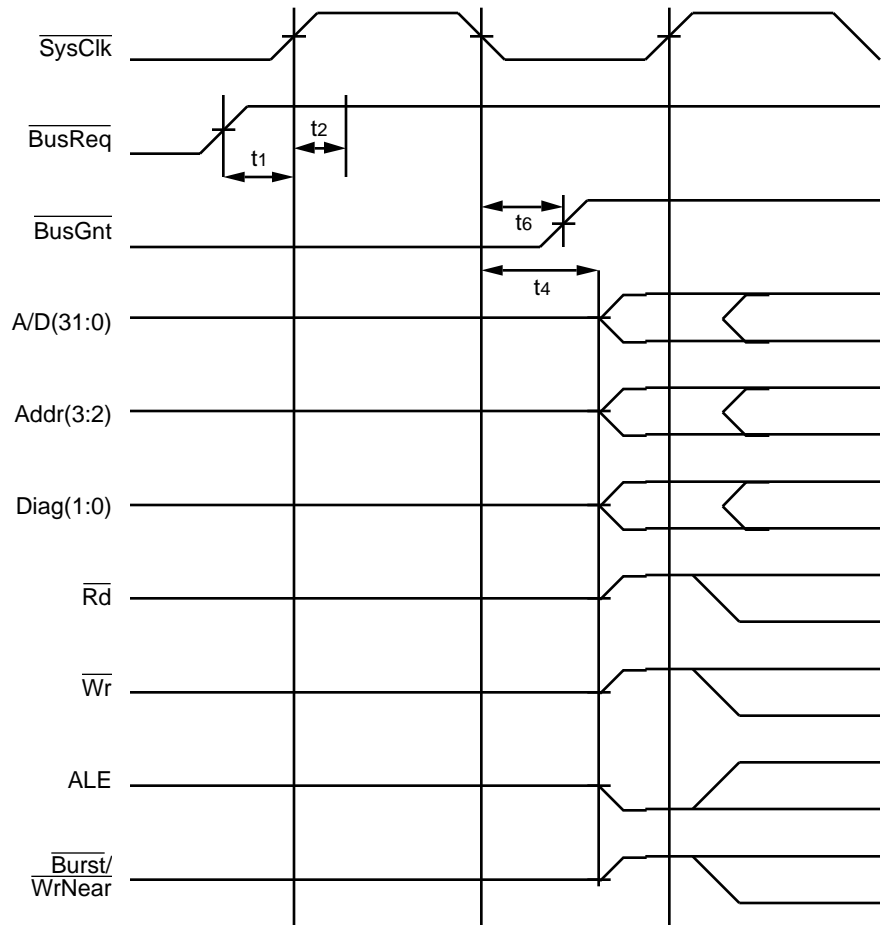 SysClk
BusReq
t1
t2
BusGnt
t6
t4
A/D(31:0)
Addr(3:2)
Diag(1:0)
Rd
Wr
ALE
Burst/
WrNear